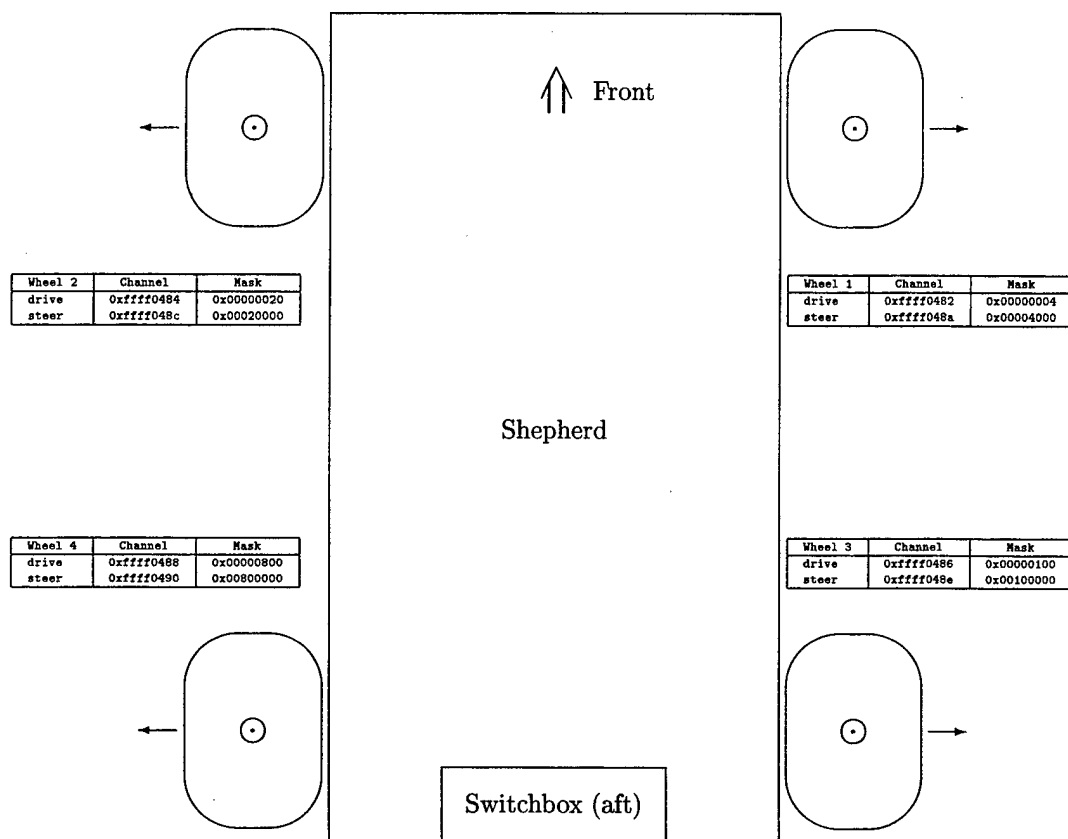 Front
Wheel 2 Channel Mask
drive 0xffff0484 0x00000020
steer 0xffff048c 0x00020000
Wheel 1 Channel Mask
drive 0xffff0482 0x00000004
steer 0xffff048a 0x00004000
Shepherd
Wheel 4 Channel Mask
drive 0xffff0488 0x00000800
steer 0xffff0490 0x00800000
Wheel 3 Channel Mask
drive 0xffff0486 0x00000100
steer 0xffff048e 0x00100000
Switchbox (aft)